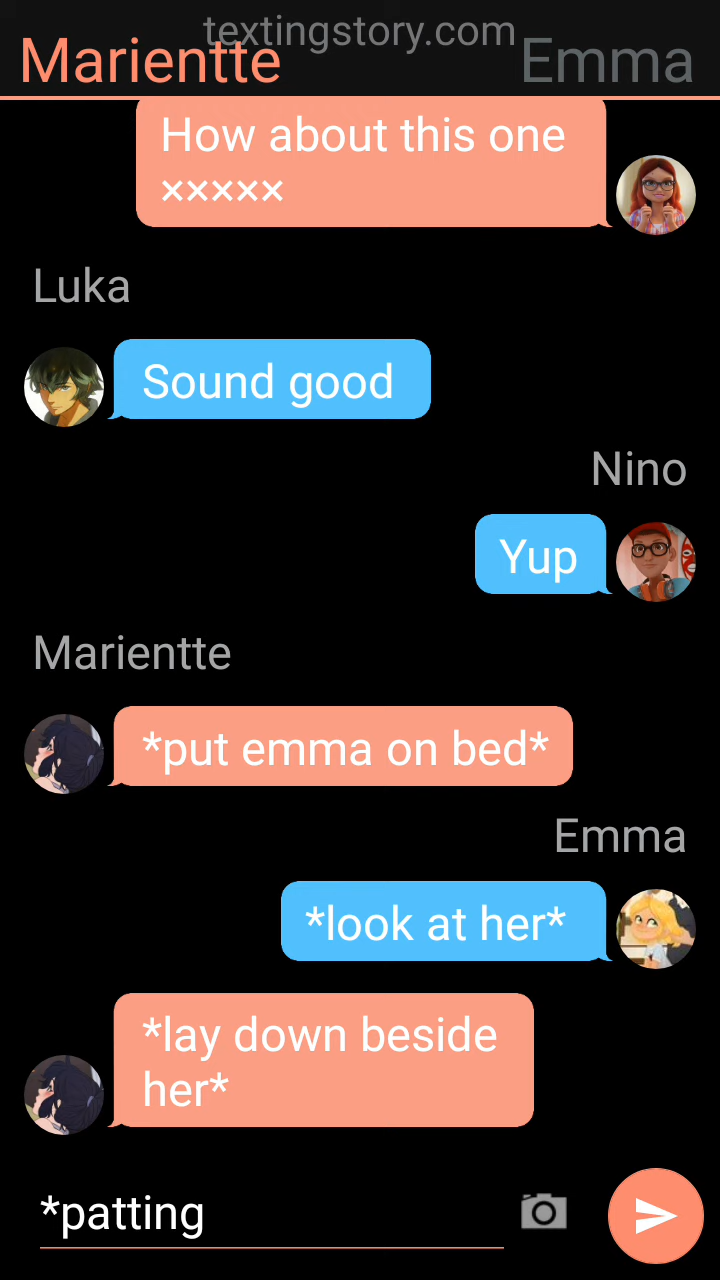 textingstory.com
Marientte
Emma
How about this one
×××××
Luka
Sound good
Nino
Yup
Marientte
*put emma on bed*
Emma
*look at her*
*lay down beside
her*
*patting